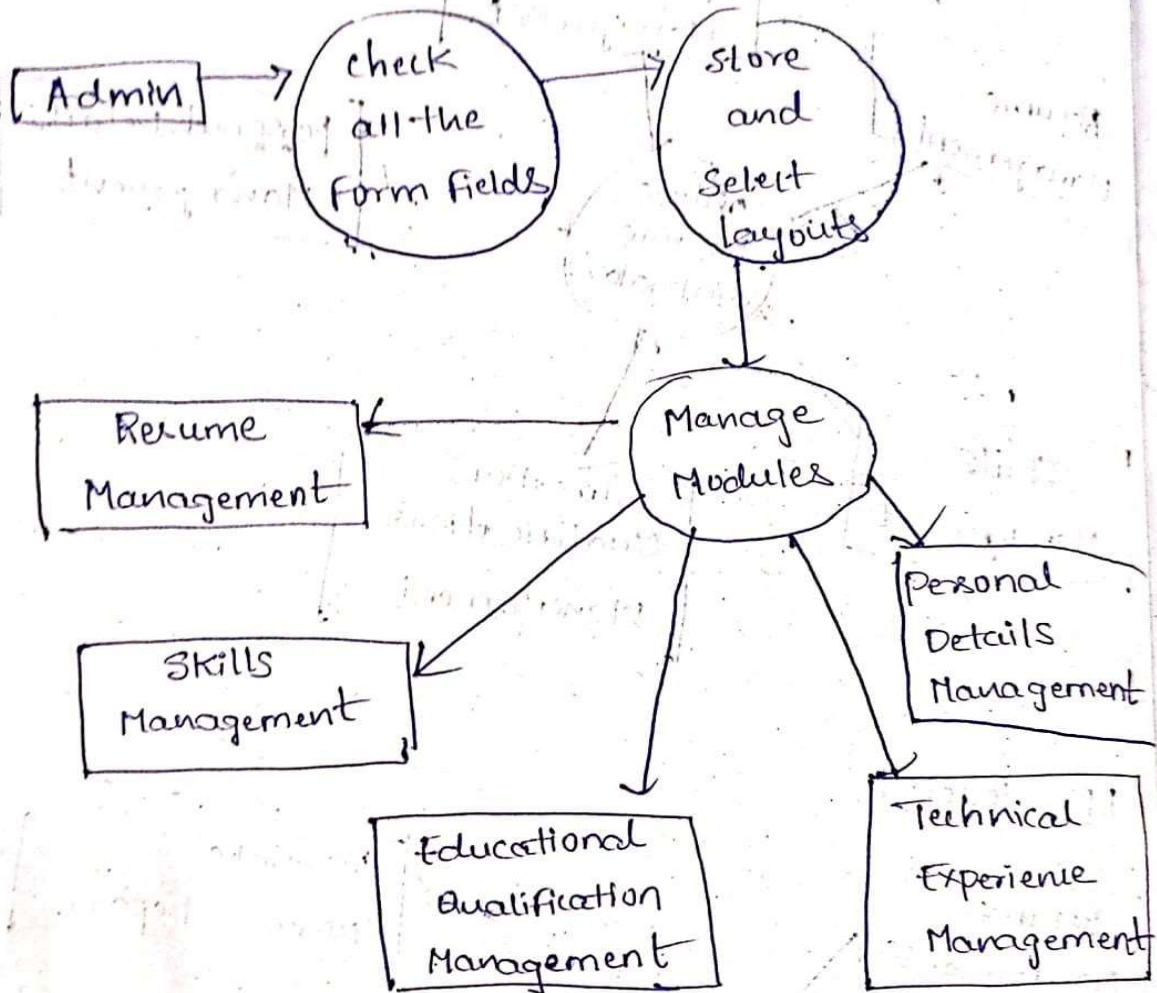 Admin
check
all the
Form fields
Store
and
Select
Layouts
Manage
Modules
Resume
Management
Skills
Management
Educational
Qualification
Management
Technical
Experience
Management
Personal
Details
Management